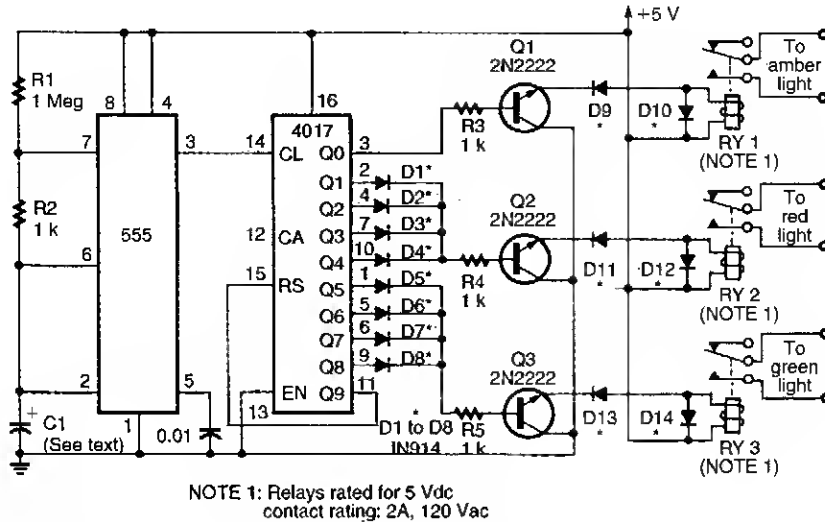 +5 V
R1
1 Meg
8
4
16
Q1
2N2222
To
amber
light
7
3
14
4017
CL
Q0
3
R3
1 k
D9
*
D10
*
RY 1
(NOTE 1)
Q1
2
D1*
Q2
4
D2*
Q3
7
D3*
Q4
10
D4*
R2
1 k
555
12
CA
Q2
2N2222
To
red
light
6
15
RS
Q5
1
D5*
R4
1 k
D11
*
D12
*
RY 2
(NOTE 1)
Q6
5
D6*
Q7
6
D7*
Q8
9
D8*
Q3
2N2222
To
green
light
2
5
EN
Q9
11
13
C1
+
(See text)
1
0.01
*
D1 to D8
IN914
R5
1 k
D13
*
D14
*
RY 3
(NOTE 1)
NOTE 1: Relays rated for 5 Vdc
contact rating: 2A, 120 Vac